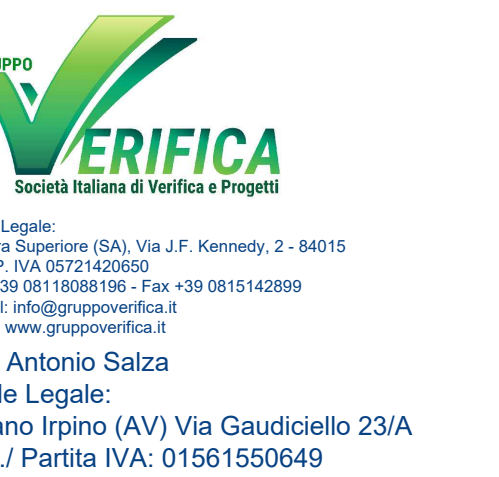 UPPO
VERIFICA
Società Italiana di Verifica e Progetti
Legale:
ra Superiore (SA), Via J.F. Kennedy, 2 - 84015
P. IVA 05721420650
39 08118088196 - Fax +39 0815142899
l: info@gruppoverifica.it
www.gruppoverifica.it
Antonio Salza
le Legale:
ano Irpino (AV) Via Gaudiciello 23/A
./ Partita IVA: 01561550649